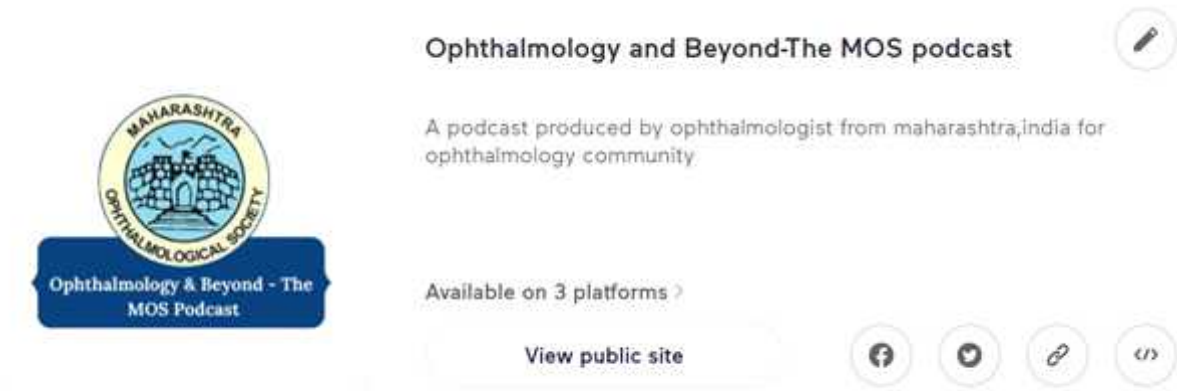 MAHARASHTRA
OPHTHALMOLOGICAL SOCIETY
Ophthalmology & Beyond - The
MOS Podcast
Ophthalmology and Beyond-The MOS podcast
A podcast produced by ophthalmologist from maharashtra,india for
ophthalmology community
Available on 3 platforms >
View public site